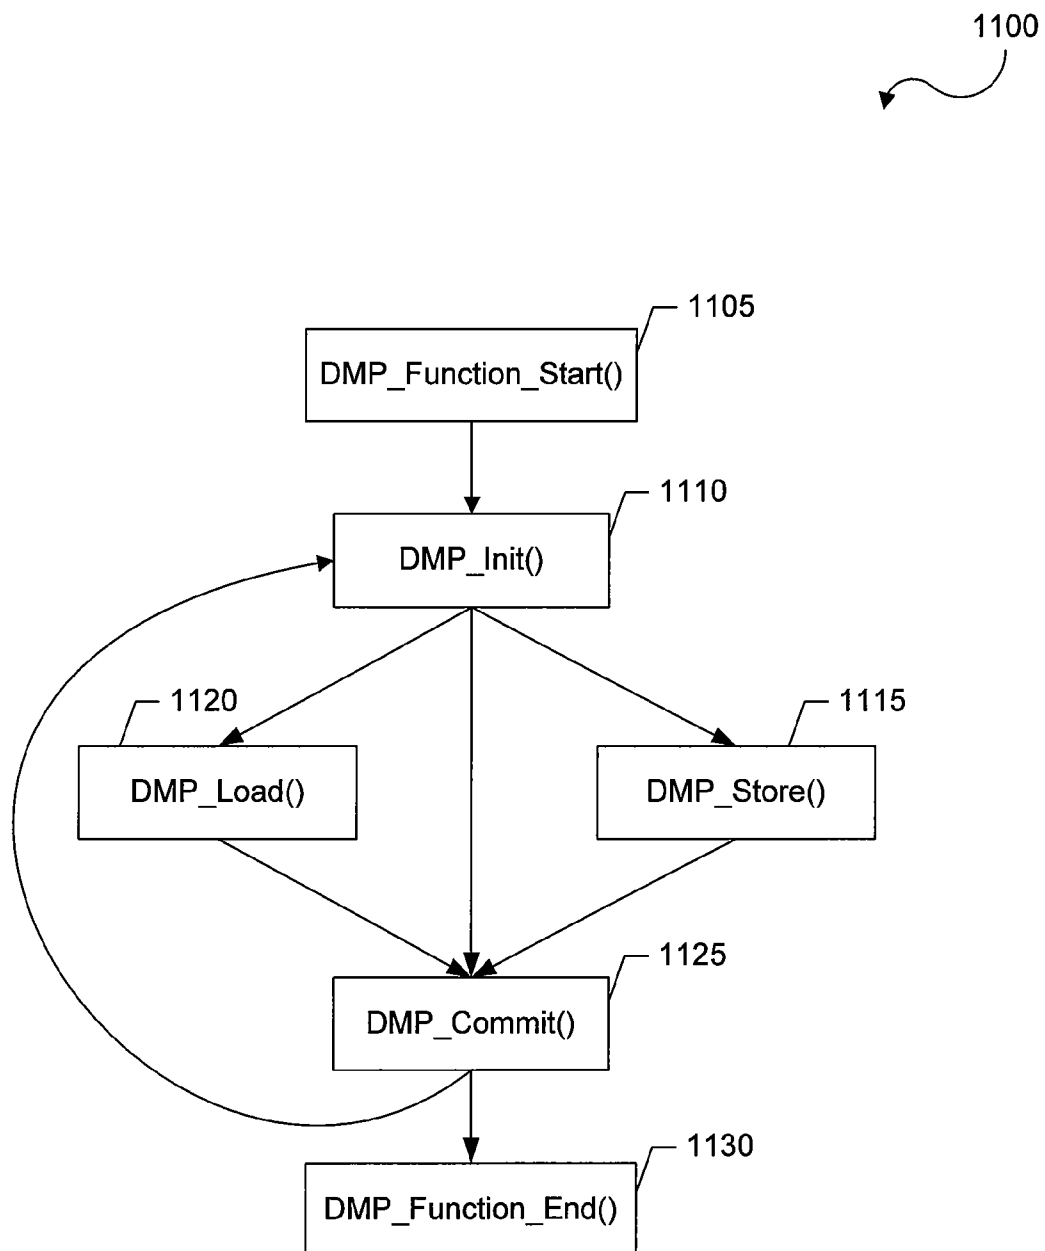 1100
1105
DMP_Function_Start()
1110
DMP_Init()
1120
1115
DMP_Load()
DMP_Store()
1125
DMP_Commit()
1130
DMP_Function_End()